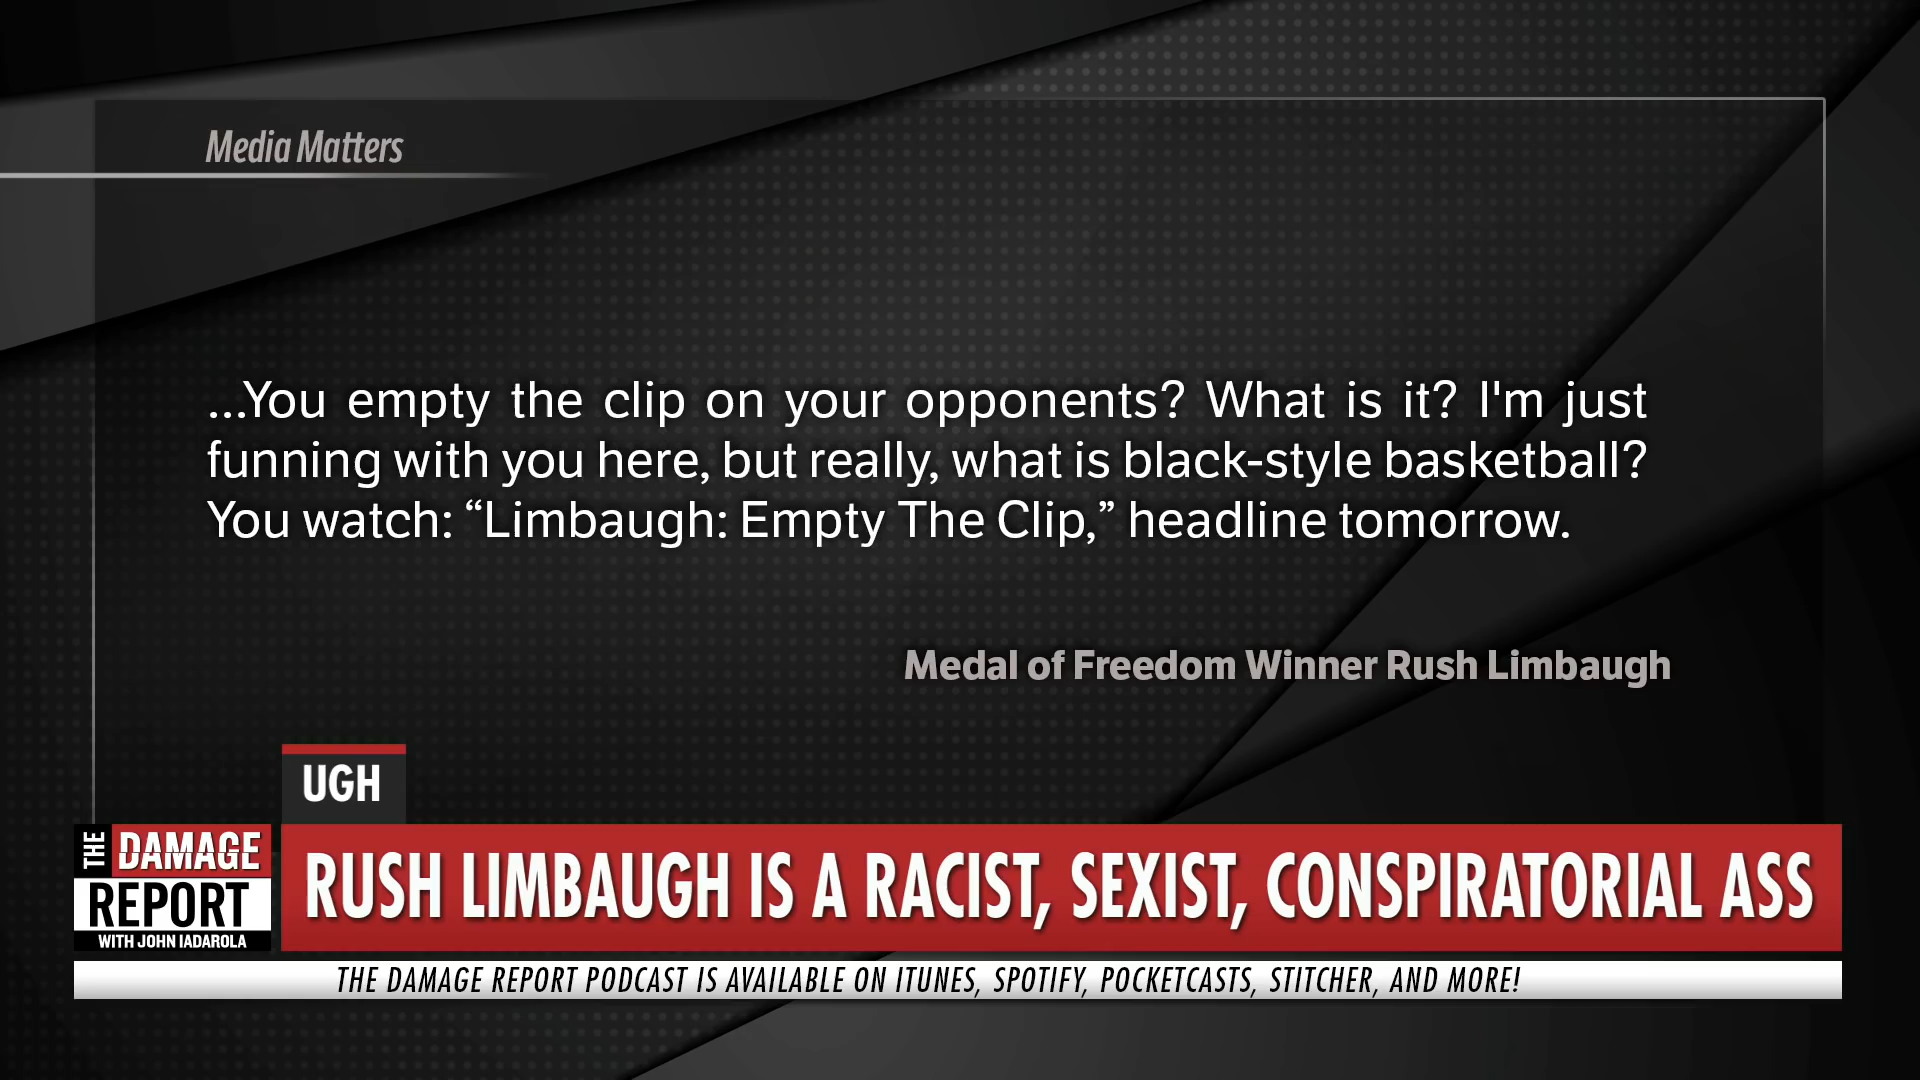 Media Matters
...You empty the clip on your opponents? What is it? I'm just
funning with you here, but really, what is black-style basketball?
You watch: “Limbaugh: Empty The Clip,” headline tomorrow.
Medal of Freedom Winner Rush Limbaugh
UGH
THE DAMAGE
REPORT
WITH JOHN IADAROLA
RUSH LIMBAUGH IS A RACIST, SEXIST, CONSPIRATORIAL ASS
THE DAMAGE REPORT PODCAST IS AVAILABLE ON ITUNES, SPOTIFY, POCKETCASTS, STITCHER, AND MORE!